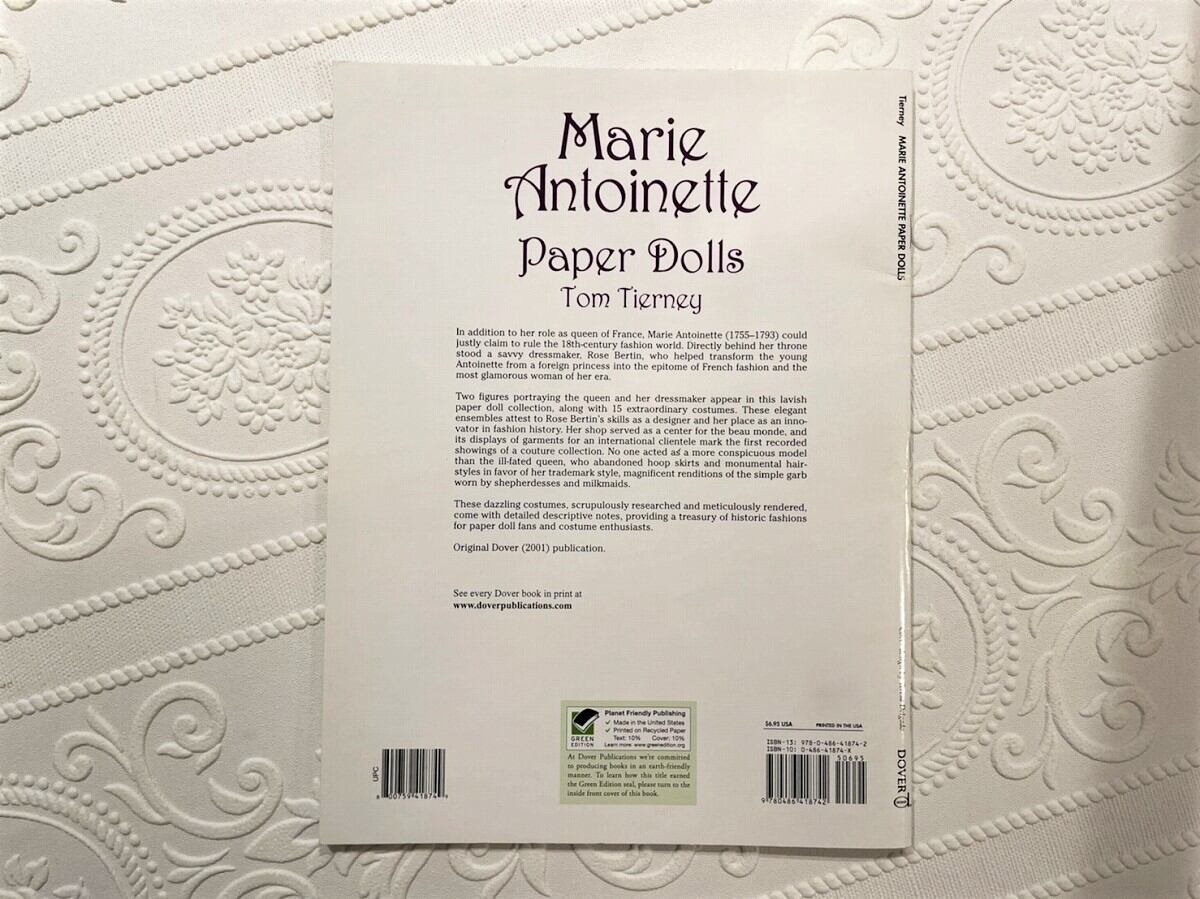 Marie
Antoinette
Paper Dolls
Tom Tierney
In addition to her role as queen of France, Marie Antoinette (1755–1793) could
justly claim to rule the 18th-century fashion world. Directly behind her throne
stood a savvy dressmaker, Rose Bertin, who helped transform the young
Antoinette from a foreign princess into the epitome of French fashion and the
most glamorous woman of her era.
Two figures portraying the queen and her dressmaker appear in this lavish
paper doll collection, along with 15 extraordinary costumes. These elegant
ensembles attest to Rose Bertin's skills as a designer and her place as an inno-
vator in fashion history. Her shop served as a center for the beau monde, and
its displays of garments for an international clientele mark the first recorded
showings of a couture collection. No one acted as a more conspicuous model
than the ill-fated queen, who abandoned hoop skirts and monumental hair-
styles in favor of her trademark style, magnificent renditions of the simple garb
worn by shepherdesses and milkmaids.
These dazzling costumes, scrupulously researched and meticulously rendered,
come with detailed descriptive notes, providing a treasury of historic fashions
for paper doll fans and costume enthusiasts.
Original Dover (2001) publication.
See every Dover book in print at
www.doverpublications.com
GREEN
EDITION
Planet Friendly Publishing
✓ Made in the United States
✓ Printed on Recycled Paper
Text: 10% Cover: 10%
Learn more: www.greenedition.org
At Dover Publications we're committed
to producing books in an earth-friendly
manner. To learn how this title earned
the Green Edition seal, please turn to the
inside front cover of this book.
UPC
8 00759 41874 9
$6.95 USA PRINTED IN THE USA
ISBN-13: 978-0-486-41874-2
ISBN-10: 0-486-41874-X
50695
9 780486 418742
Tierney MARIE ANTOINETTE PAPER DOLLS
DOVER